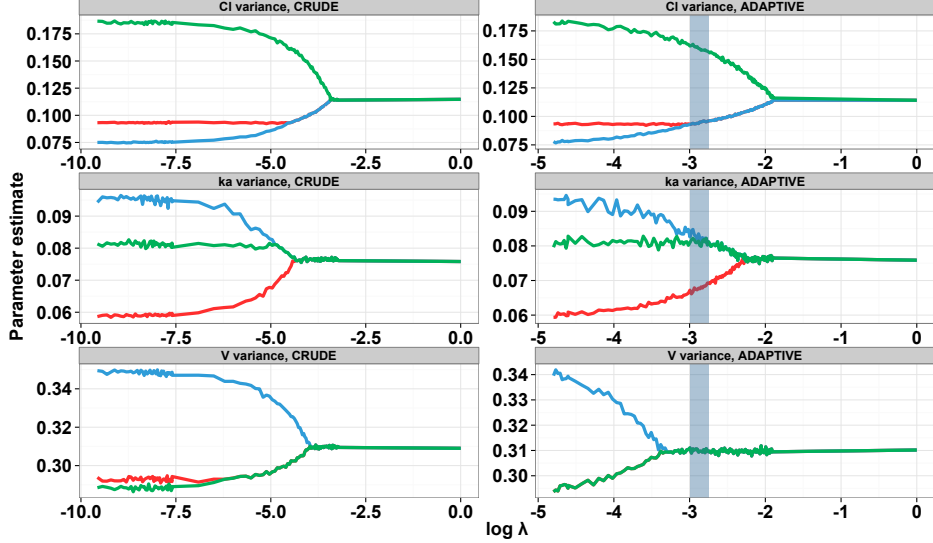 Cl variance, CRUDE
Cl variance, ADAPTIVE
0.175
0.150
0.125
0.100
0.075
-10.0 -7.5 -5.0 -2.5 0.0
0.175
0.150
0.125
0.100
0.075
-5 -4 -3 -2 -1 0
ka variance, CRUDE
ka variance, ADAPTIVE
Parameter estimate
0.09
0.08
0.07
0.06
-10.0 -7.5 -5.0 -2.5 0.0
0.09
0.08
0.07
0.06
-5 -4 -3 -2 -1 0
V variance, CRUDE
V variance, ADAPTIVE
0.34
0.32
0.30
-10.0 -7.5 -5.0 -2.5 0.0
0.34
0.33
0.32
0.31
0.30
-5 -4 -3 -2 -1 0
log λ